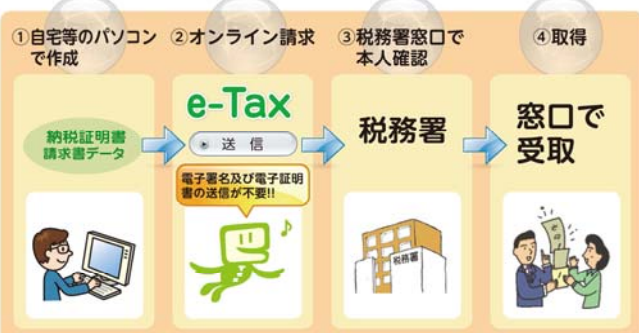 ①自宅等のパソコン
で作成
②オンライン請求
③税務署窓口で
本人確認
④取得
納税証明書
請求書データ
e-Tax
送 信
電子署名及び電子証明
書の送信が不要!!
税務署
税務署
窓口で
受取